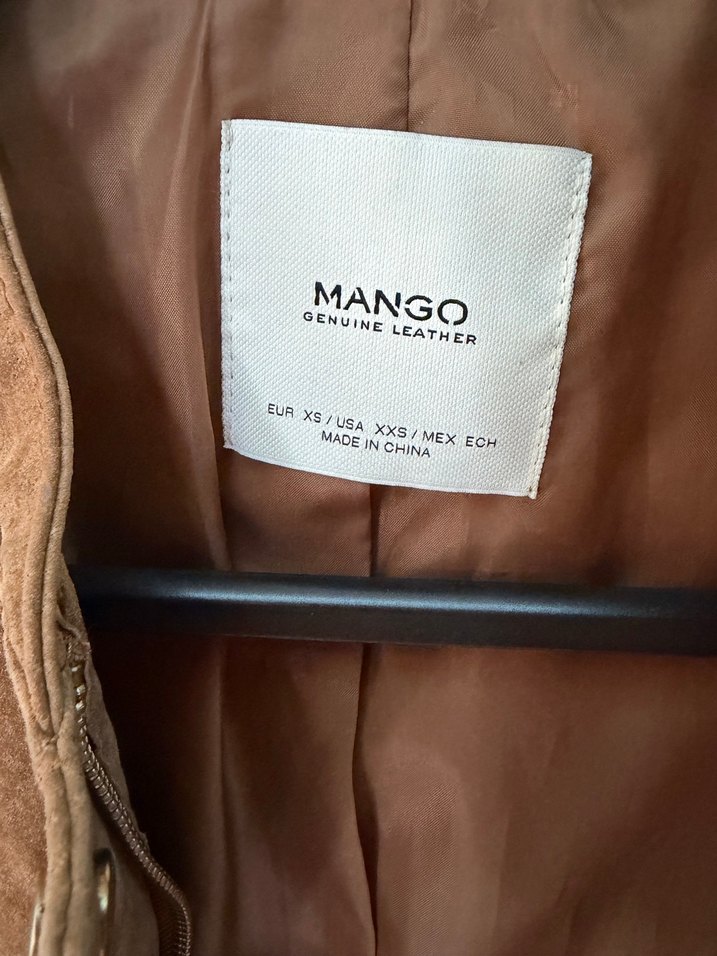 MANGO
GENUINE LEATHER
EUR XS / USA XXS / MEX ECH
MADE IN CHINA